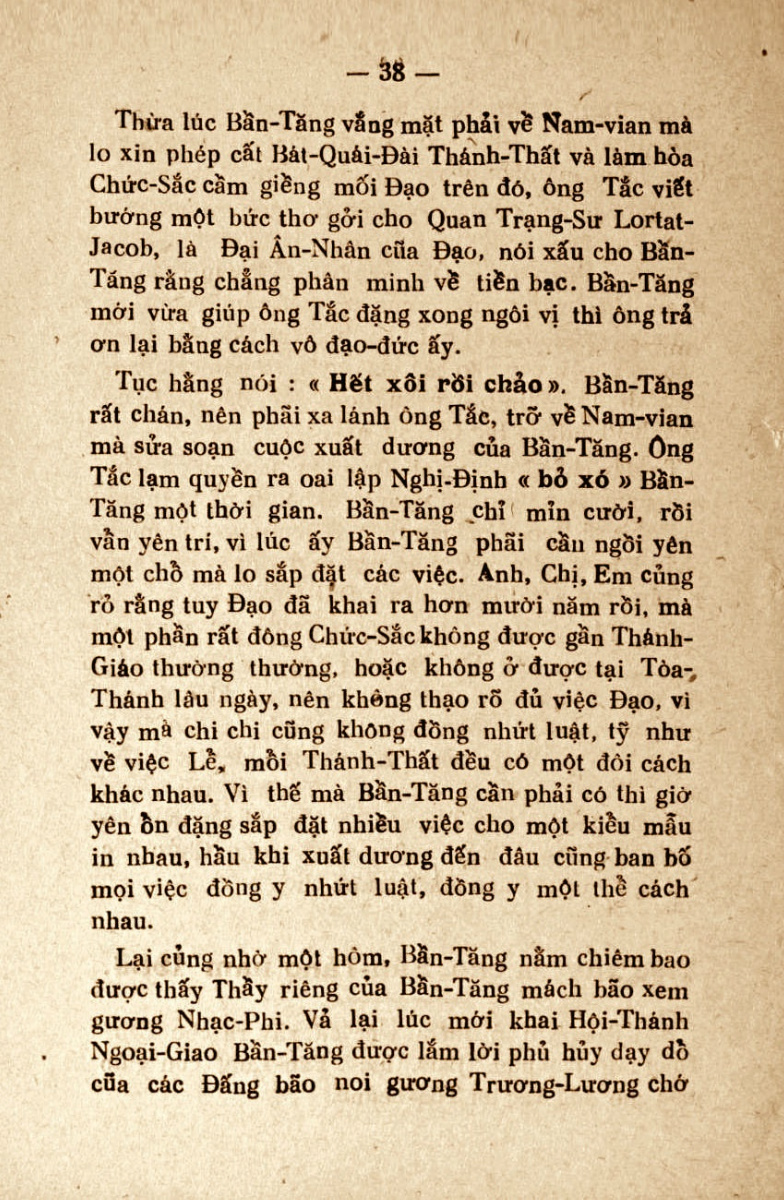 — 38 —
Thừa lúc Bần-Tăng vắng mặt phải về Nam-vian mà
lo xin phép cất Bát-Quái-Đài Thánh-Thất và làm hòa
Chức-Sắc cầm giềng mối Đạo trên đó, ông Tắc viết
bướng một bức thơ gởi cho Quan Trạng-Sư Lortat-
Jacob, là Đại Ân-Nhân của Đạo, nói xấu cho Bần-
Tăng rằng chẳng phân minh về tiền bạc. Bần-Tăng
mới vừa giúp ông Tắc đặng xong ngôi vị thì ông trả
ơn lại bằng cách vô đạo-đức ấy.
Tục hằng nói : « Hết xôi rồi chảo ». Bần-Tăng
rất chán, nên phãi xa lánh ông Tắc, trỡ về Nam-vian
mà sửa soạn cuộc xuất dương của Bần-Tăng. Ông
Tắc lạm quyền ra oai lập Nghị-Định « bỏ xó » Bần-
Tăng một thời gian. Bần-Tăng chỉ mỉn cười, rồi
vẫn yên trí, vì lúc ấy Bần-Tăng phãi cần ngồi yên
một chỗ mà lo sắp đặt các việc. Anh, Chị, Em củng
rỏ rằng tuy Đạo đã khai ra hơn mười năm rồi, mà
một phần rất đông Chức-Sắc không được gần Thánh-
Giáo thường thường, hoặc không ở được tại Tòa-
Thánh lâu ngày, nên không thạo rõ đủ việc Đạo, vì
vậy mà chi chi cũng không đồng nhứt luật, tỹ như
về việc Lễ, mỗi Thánh-Thất đều có một đôi cách
khác nhau. Vì thế mà Bần-Tăng cần phải có thì giờ
yên ổn đặng sắp đặt nhiều việc cho một kiểu mẫu
in nhau, hầu khi xuất dương đến đâu cũng ban bố
mọi việc đồng y nhứt luật, đồng y một thể cách
nhau.
Lại củng nhờ một hôm, Bần-Tăng nằm chiêm bao
được thấy Thầy riêng của Bần-Tăng mách bão xem
gương Nhạc-Phi. Vả lại lúc mới khai Hội-Thánh
Ngoại-Giao Bần-Tăng được lắm lời phủ hủy dạy dỗ
cũa các Đấng bão noi gương Trương-Lương chớ